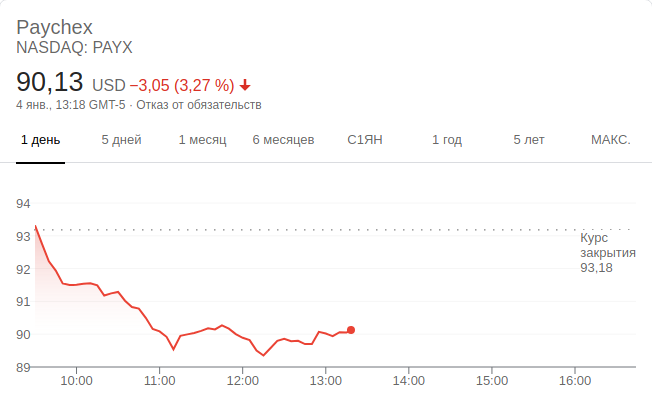 Paychex
NASDAQ: PAYX
90,13 USD −3,05 (3,27 %)
4 янв., 13:18 GMT-5 · Отказ от обязательств
1 день 5 дней 1 месяц 6 месяцев С1ЯН 1 год 5 лет МАКС.
94
93
Курс
закрытия
93,18
92
91
90
89
10:00 11:00 12:00 13:00 14:00 15:00 16:00